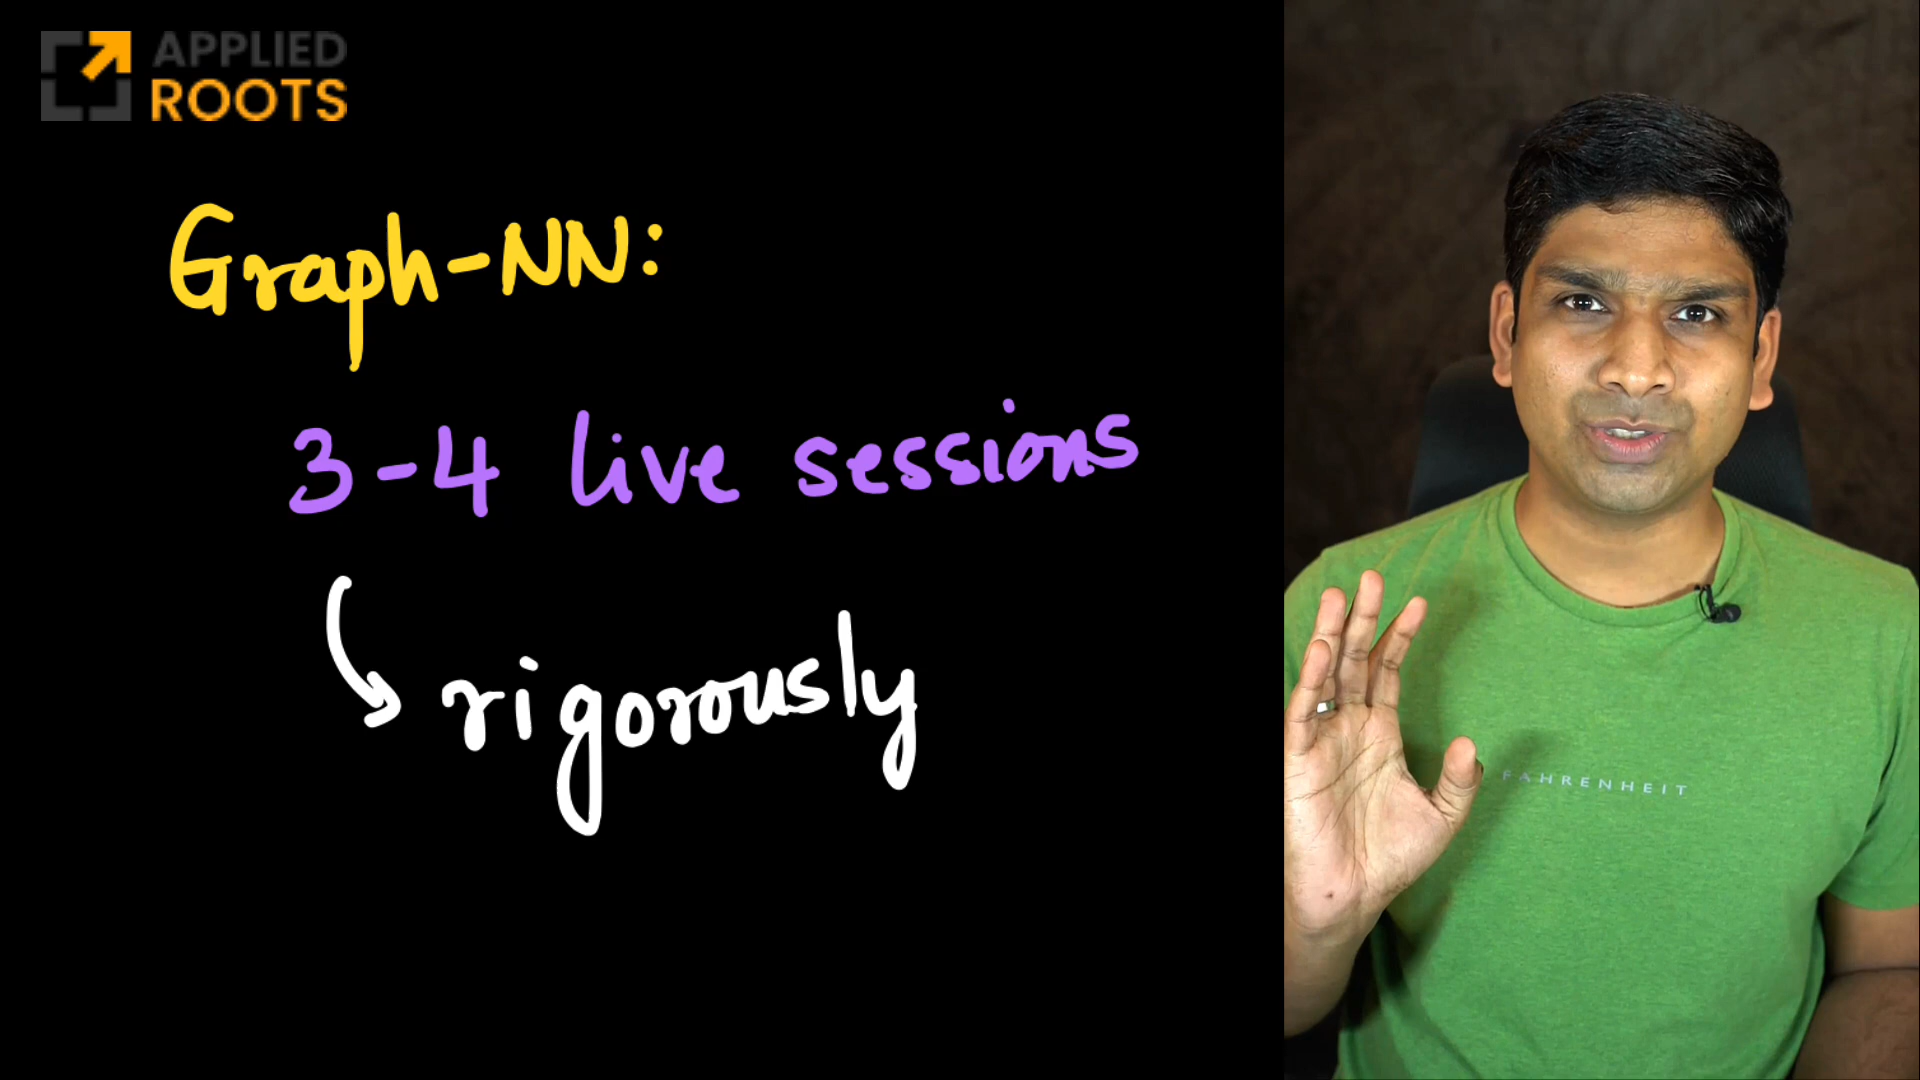 APPLIED
ROOTS
Graph-NN:
3-4 live sessions
rigorously
FAHRENHEIT